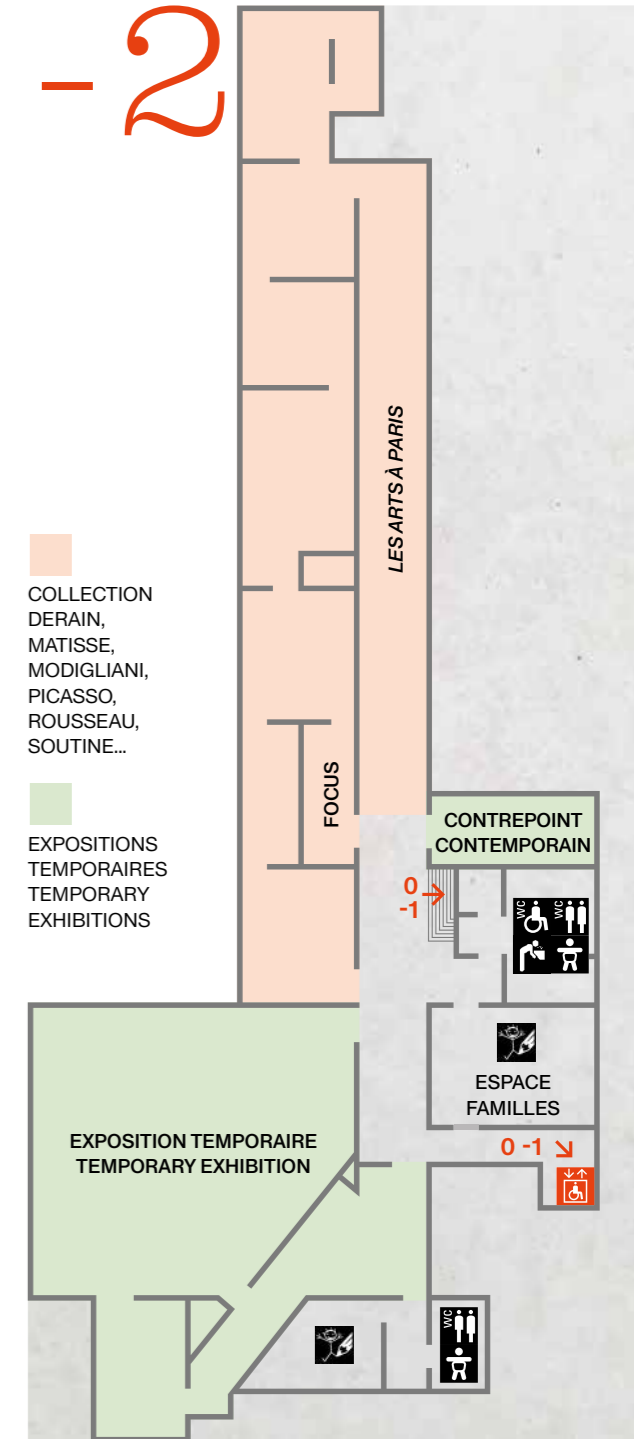 -2
LES ARTS À PARIS
COLLECTION
DERAIN,
MATISSE,
MODIGLIANI,
PICASSO,
ROUSSEAU,
SOUTINE...
EXPOSITIONS
TEMPORAIRES
TEMPORARY
EXHIBITIONS
FOCUS
CONTREPOINT
CONTEMPORAIN
0
-1
WC
WC
ESPACE
FAMILLES
0 -1
EXPOSITION TEMPORAIRE
TEMPORARY EXHIBITION
WC